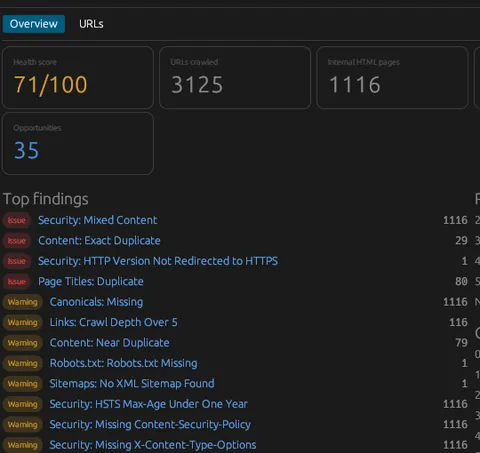 Overview URLs
Health score URLs crawled Internal HTML pages
71/100 3125 1116
Opportunities
35
Top findings
Issue Security: Mixed Content 1116
Issue Content: Exact Duplicate 29
Issue Security: HTTP Version Not Redirected to HTTPS 1
Issue Page Titles: Duplicate 80
Warning Canonicals: Missing 1116
Warning Links: Crawl Depth Over 5 116
Warning Content: Near Duplicate 79
Warning Robots.txt: Robots.txt Missing 1
Warning Sitemaps: No XML Sitemap Found 1
Warning Security: HSTS Max-Age Under One Year 1116
Warning Security: Missing Content-Security-Policy 1116
Warning Security: Missing X-Content-Type-Options 1116